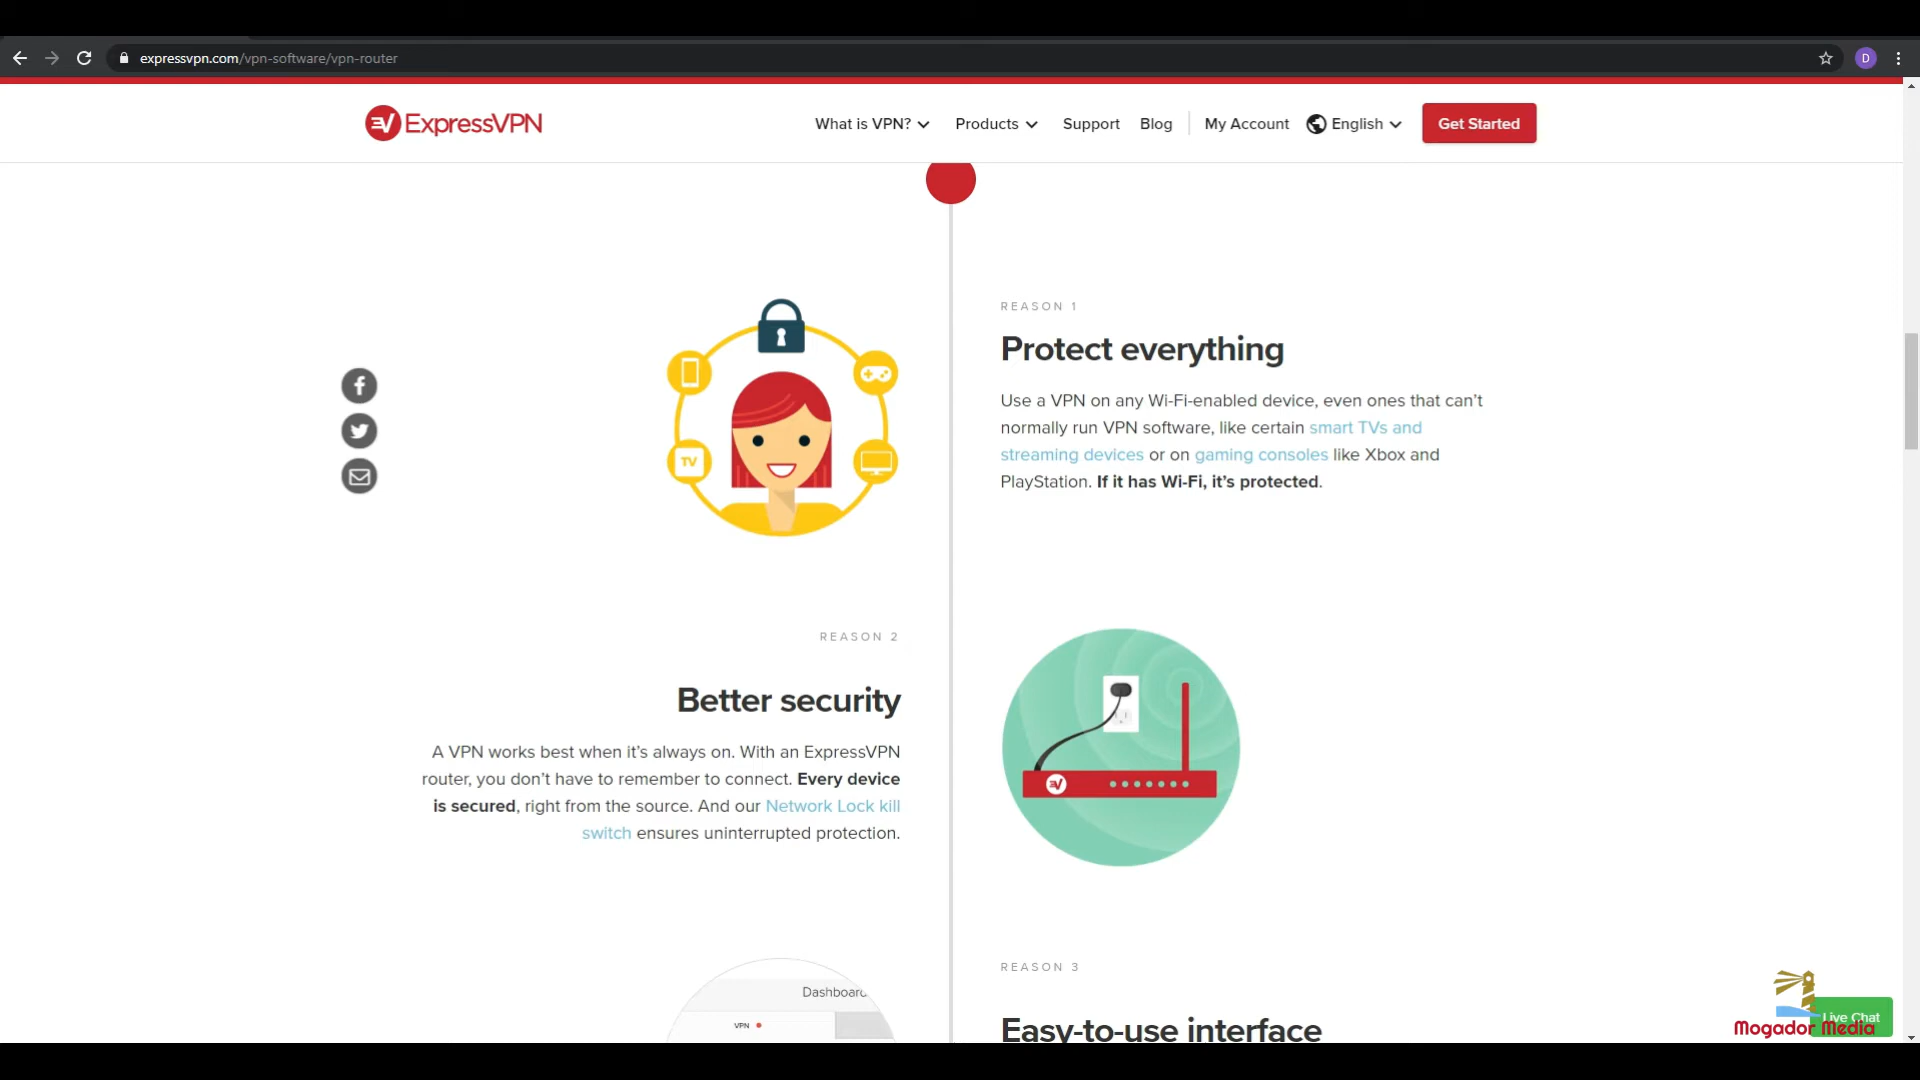 expressvpn.com/vpn-software/vpn-router
D
ExpressVPN
What is VPN?
Products
Support
Blog
My Account
English
Get Started
REASON 1
Protect everything
Use a VPN on any Wi-Fi-enabled device, even ones that can’t
normally run VPN software, like certain smart TVs and
streaming devices or on gaming consoles like Xbox and
PlayStation. If it has Wi-Fi, it’s protected.
TV
REASON 2
Better security
A VPN works best when it’s always on. With an ExpressVPN
router, you don’t have to remember to connect. Every device
is secured, right from the source. And our Network Lock kill
switch ensures uninterrupted protection.
REASON 3
Easy-to-use interface
Dashboard
VPN
Live Chat
Mogador Media